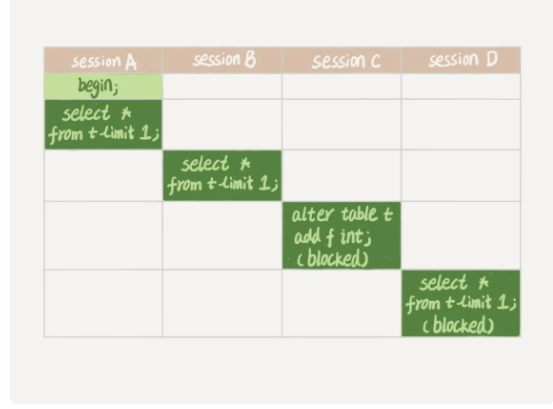 session A session B session C session D
begin;
select *
from t limit 1;
select *
from t limit 1;
alter table t
add f int;
(blocked)
select *
from t limit 1;
(blocked)